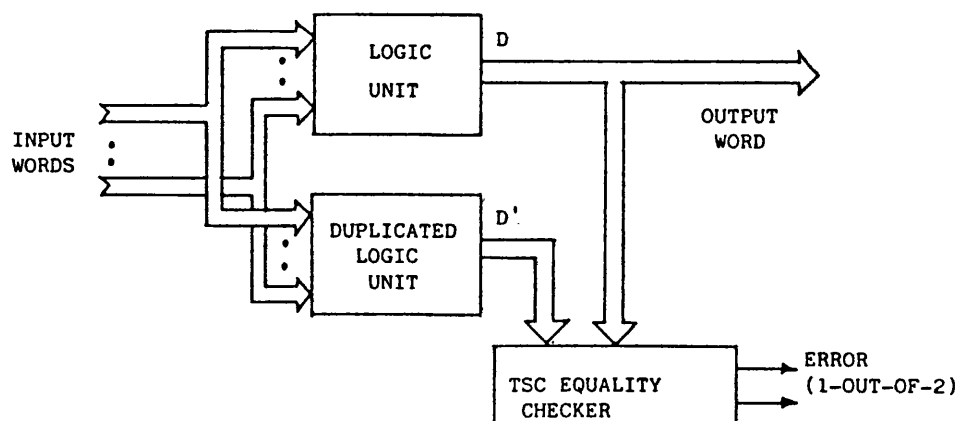 LOGIC
UNIT
D
INPUT
WORDS
OUTPUT
WORD
DUPLICATED
LOGIC
UNIT
D'
TSC EQUALITY
CHECKER
ERROR
(1-OUT-OF-2)